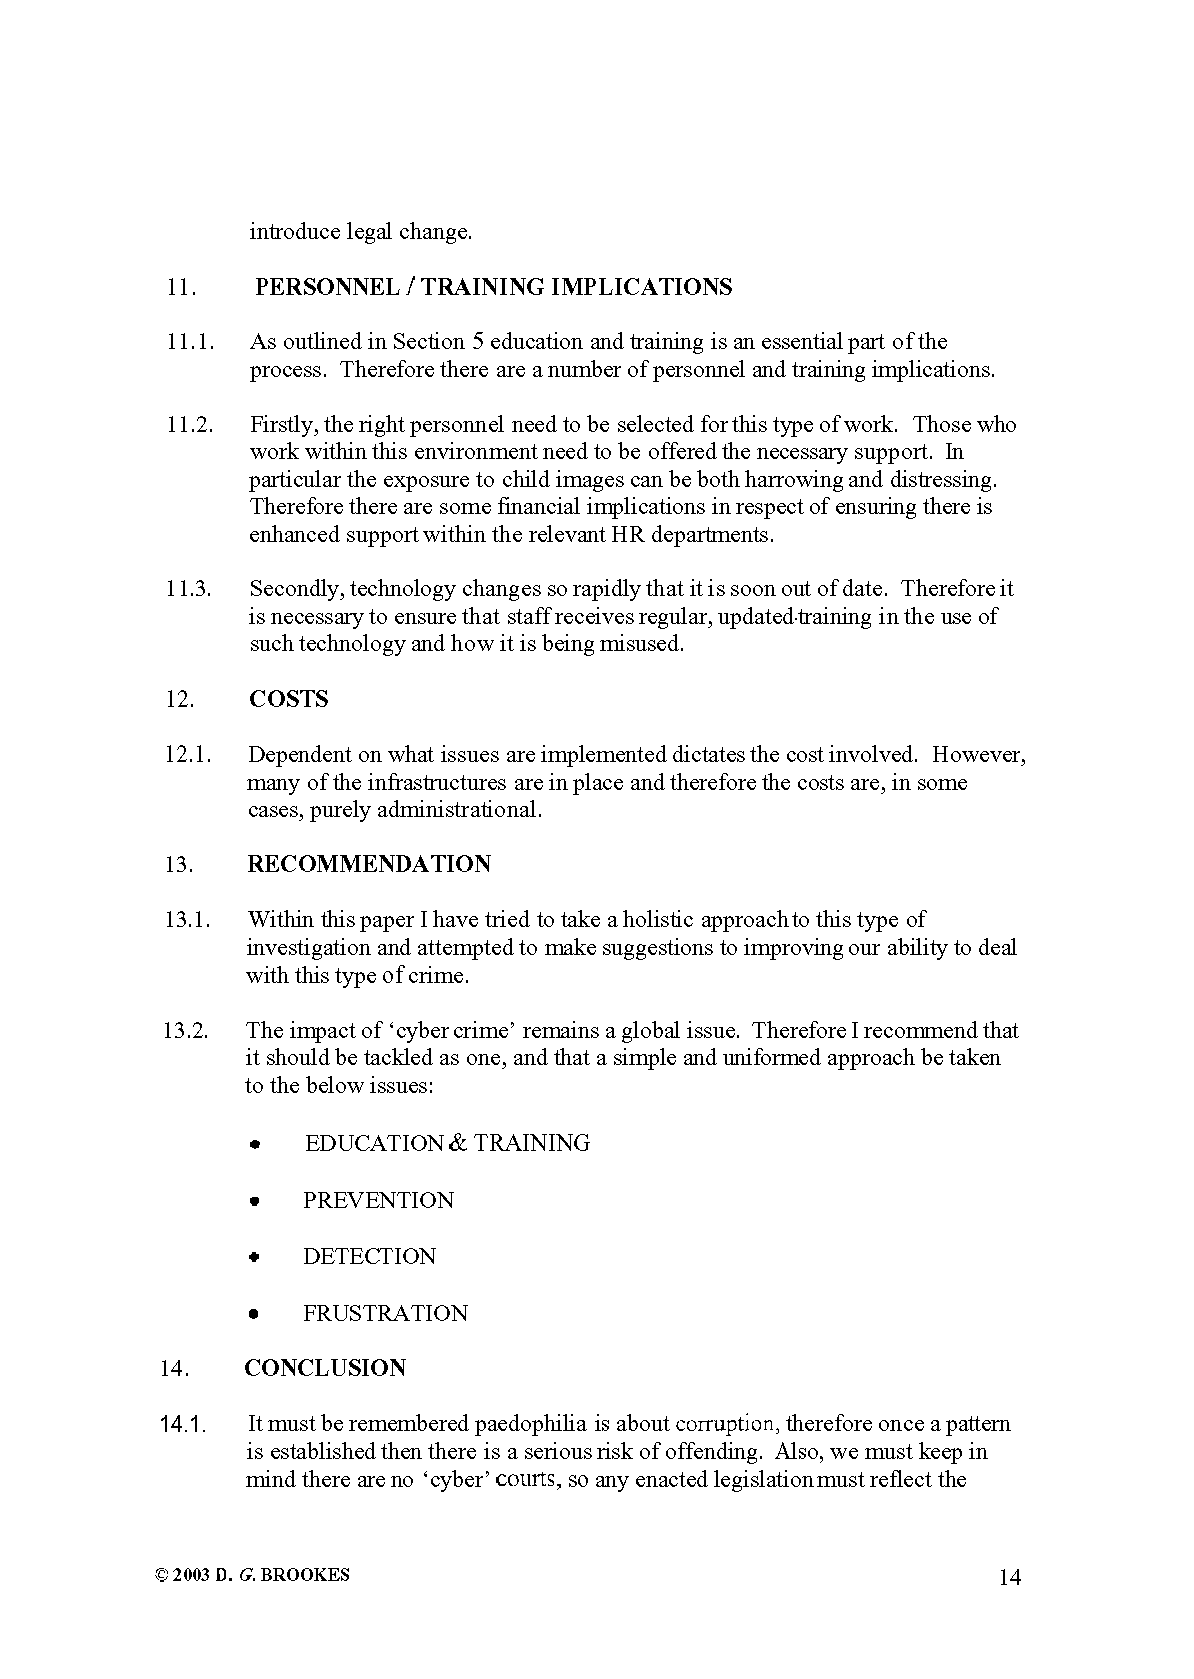 introduce legal change.
11. PERSONNEL / TRAINING IMPLICATIONS
11.1. As outlined in Section 5 education and training is an essential part of the
process. Therefore there are a number of personnel and training implications.
11.2. Firstly, the right personnel need to be selected for this type of work. Those who
work within this environment need to be offered the necessary support. In
particular the exposure to child images can be both harrowing and distressing.
Therefore there are some financial implications in respect of ensuring there is
enhanced support within the relevant HR departments.
11.3. Secondly, technology changes so rapidly that it is soon out of date. Therefore it
is necessary to ensure that staff receives regular, updated training in the use of
such technology and how it is being misused.
12. COSTS
12.1. Dependent on what issues are implemented dictates the cost involved. However,
many of the infrastructures are in place and therefore the costs are, in some
cases, purely administrational.
13. RECOMMENDATION
13.1. Within this paper I have tried to take a holistic approach to this type of
investigation and attempted to make suggestions to improving our ability to deal
with this type of crime.
13.2. The impact of ‘cyber crime’ remains a global issue. Therefore I recommend that
it should be tackled as one, and that a simple and uniformed approach be taken
to the below issues:
• EDUCATION & TRAINING
• PREVENTION
• DETECTION
• FRUSTRATION
14. CONCLUSION
14.1. It must be remembered paedophilia is about corruption, therefore once a pattern
is established then there is a serious risk of offending. Also, we must keep in
mind there are no ‘cyber’ courts, so any enacted legislation must reflect the
© 2003 D. G. BROOKES 14